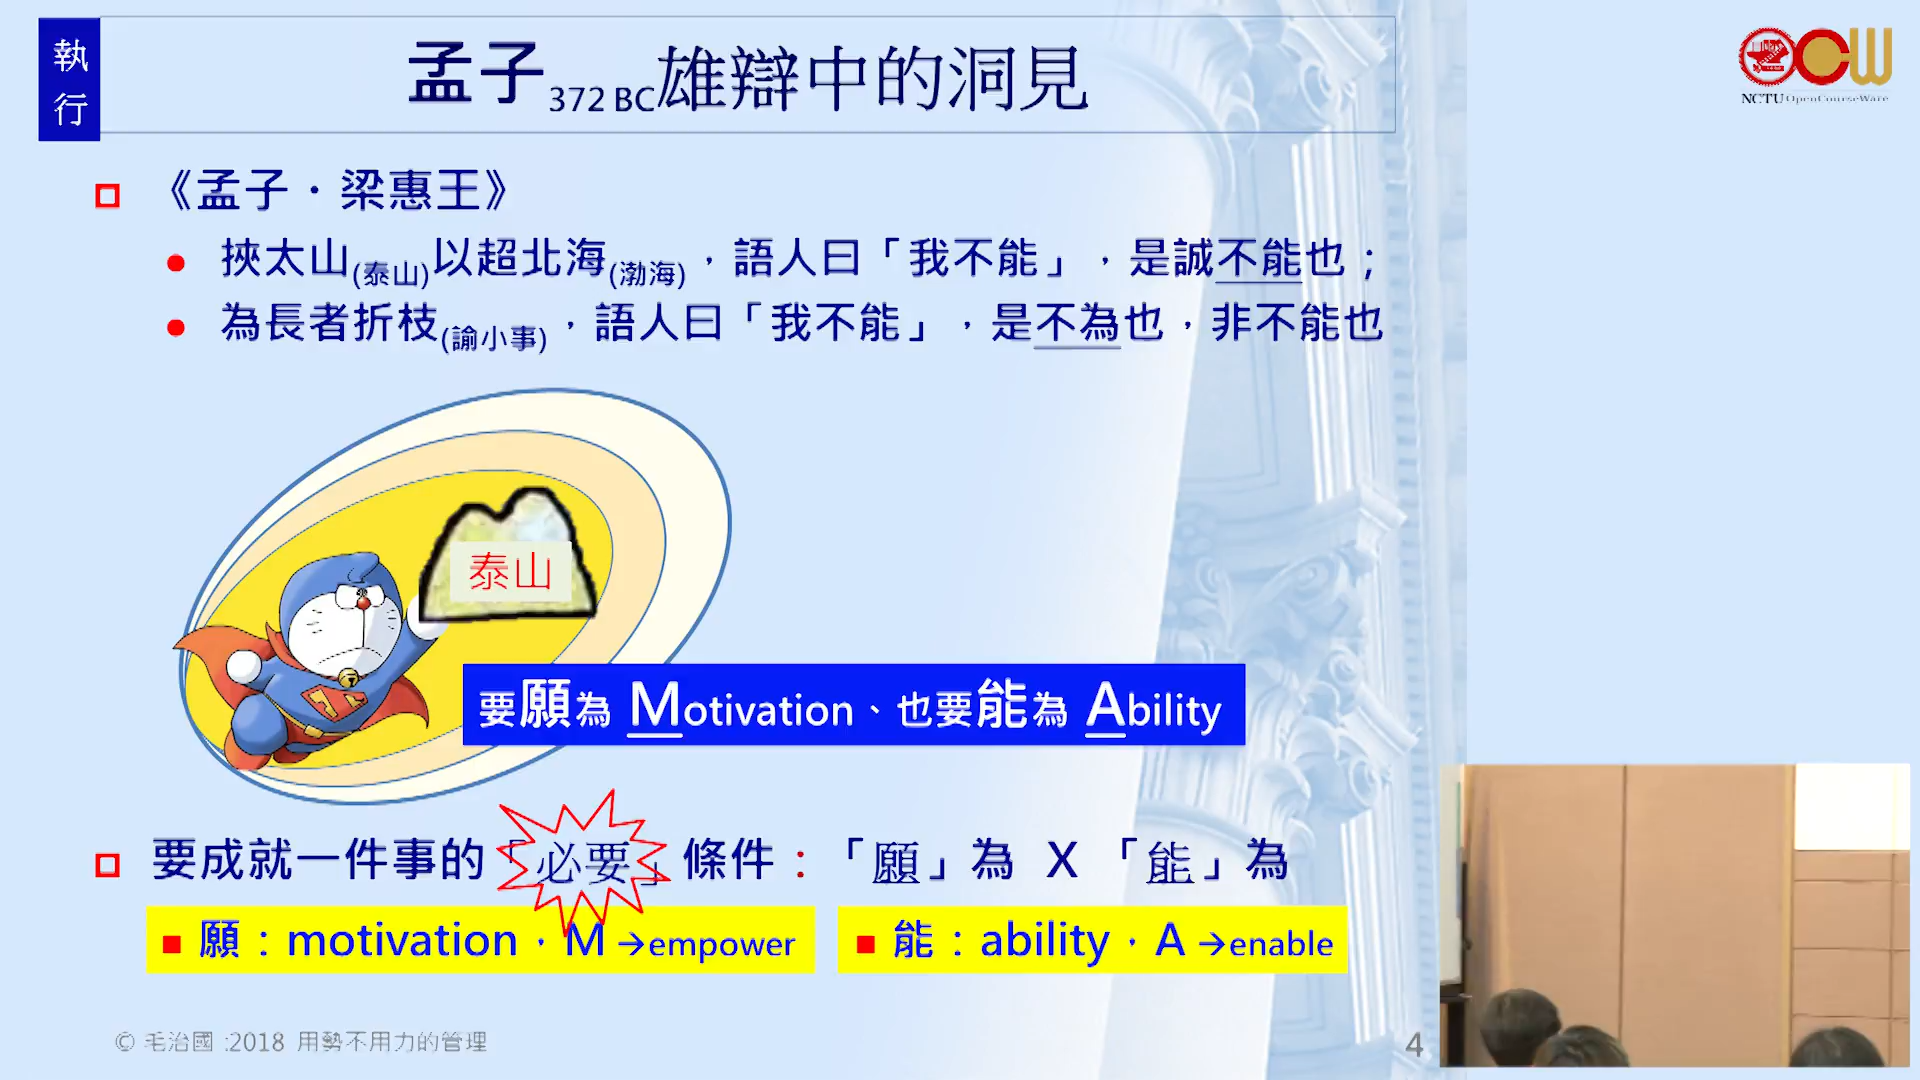 執行
孟子372 BC雄辯中的洞見
NCTU OpenCourseWare
《孟子・梁惠王》
挾太山(泰山)以超北海(渤海)，語人曰「我不能」，是誠不能也；
為長者折枝(諭小事)，語人曰「我不能」，是不為也，非不能也
泰山
要願為 Motivation、也要能為 Ability
要成就一件事的「必要」條件：「願」為 X 「能」為
願：motivation，M →empower
能：ability，A →enable
© 毛治國 :2018 用勢不用力的管理
4